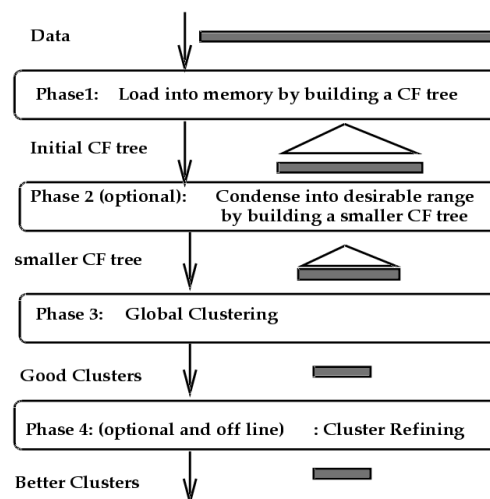 Data
Phase1: Load into memory by building a CF tree
Initial CF tree
Phase 2 (optional): Condense into desirable range
by building a smaller CF tree
smaller CF tree
Phase 3: Global Clustering
Good Clusters
Phase 4: (optional and off line) : Cluster Refining
Better Clusters